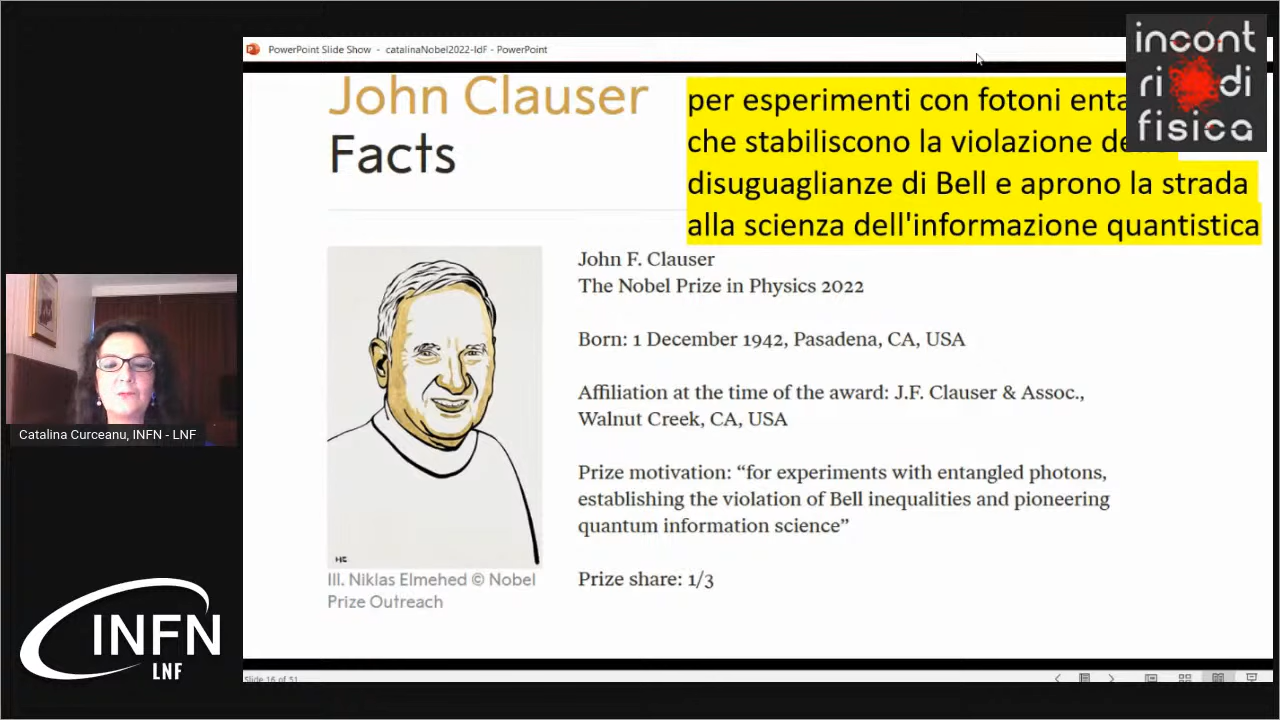 PowerPoint Slide Show - catalinaNobel2022-IdF - PowerPoint
incont
ri di
fisica
John Clauser
Facts
per esperimenti con fotoni
che stabiliscono la violazione
disuguaglianze di Bell e aprono la strada
alla scienza dell'informazione quantistica
John F. Clauser
The Nobel Prize in Physics 2022
Born: 1 December 1942, Pasadena, CA, USA
Affiliation at the time of the award: J.F. Clauser & Assoc.,
Walnut Creek, CA, USA
Prize motivation: “for experiments with entangled photons,
establishing the violation of Bell inequalities and pioneering
quantum information science”
Prize share: 1/3
Ill. Niklas Elmehed © Nobel
Prize Outreach
Catalina Curceanu, INFN - LNF
INFN
LNF
Slide 16 of 51